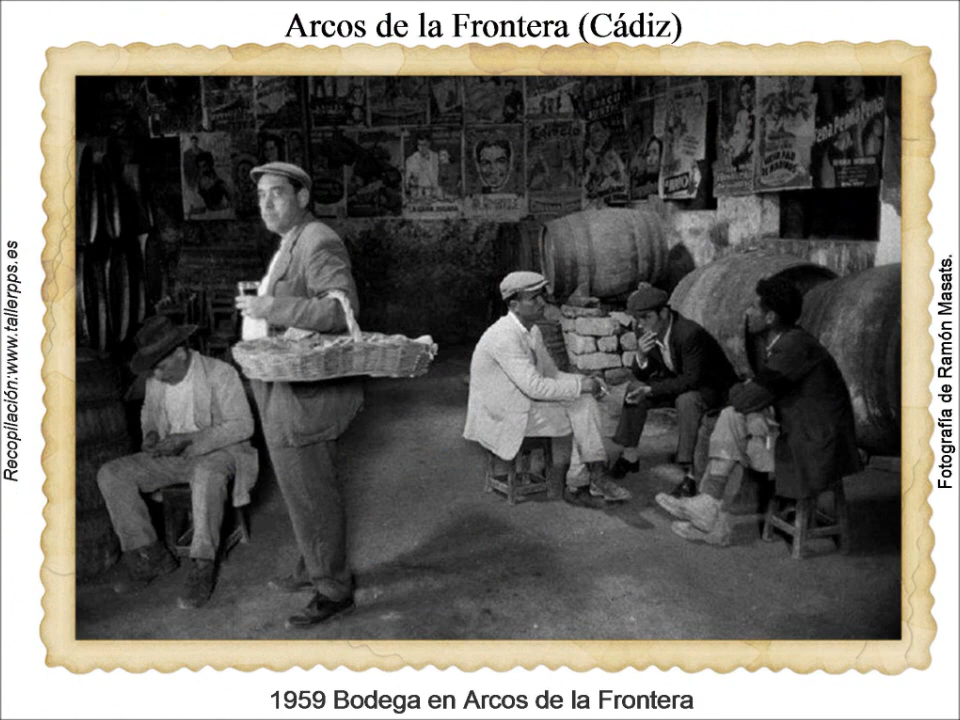 Arcos de la Frontera (Cádiz)
Recopilación:www.tallerpps.es
Fotografía de Ramón Masats.
1959 Bodega en Arcos de la Frontera